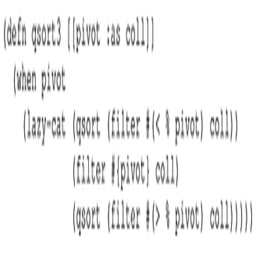 (defn qsort3 [[pivot :as coll]]
(when pivot
(lazy-cat (qsort (filter #(< % pivot) coll))
(filter #{pivot} coll)
(qsort (filter #(> % pivot) coll)))))